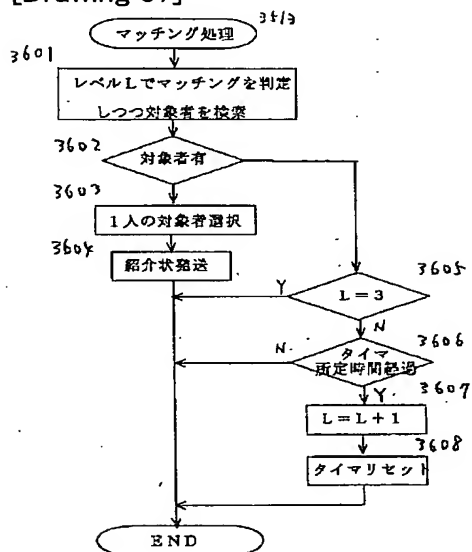 マッチング処理
3513
3601
レベルLでマッチングを判定
しつつ対象者を検索
3602
対象者有
3603
1人の対象者選択
3604
紹介状発送
3605
Y
L=3
N
3606
N.
タイマ
所定時間経過
3607
Y.
L=L+1
3608
タイマリセット
END